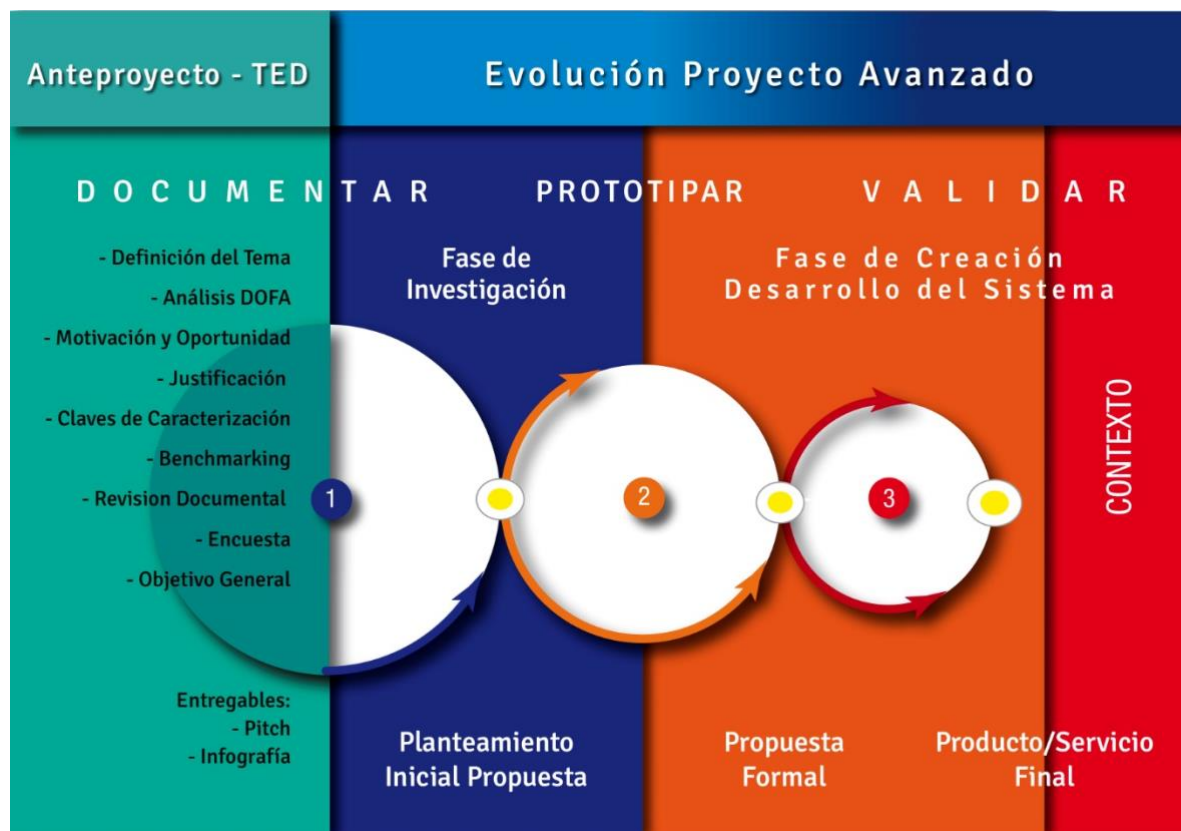 Anteproyecto - TED
Evolución Proyecto Avanzado
DOCUMENTAR
PROTOTIPAR
VALIDAR
- Definición del Tema
- Análisis DOFA
- Motivación y Oportunidad
- Justificación
- Claves de Caracterización
- Benchmarking
- Revision Documental
- Encuesta
- Objetivo General
Entregables:
- Pitch
- Infografía
Fase de
Investigación
Fase de Creación
Desarrollo del Sistema
1
2
3
CONTEXTO
Planteamiento
Inicial Propuesta
Propuesta
Formal
Producto/Servicio
Final